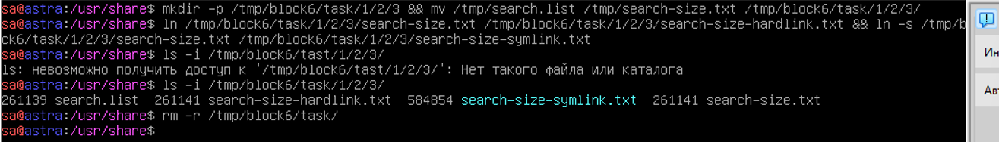 sa@astra:/usr/share$ mkdir -p /tmp/block6/task/1/2/3 && mv /tmp/search.list /tmp/search-size.txt /tmp/block6/task/1/2/3/
sa@astra:/usr/share$ ln /tmp/block6/task/1/2/3/search-size.txt /tmp/block6/task/1/2/3/search-size-hardlink.txt && ln -s /tmp/b
ck6/task/1/2/3/search-size.txt /tmp/block6/task/1/2/3/search-size-symlink.txt
sa@astra:/usr/share$ ls -i /tmp/block6/tast/1/2/3/
ls: невозможно получить доступ к '/tmp/block6/tast/1/2/3/': Нет такого файла или каталога
sa@astra:/usr/share$ ls -i /tmp/block6/task/1/2/3/
261139 search.list 261141 search-size-hardlink.txt 584854 search-size-symlink.txt 261141 search-size.txt
sa@astra:/usr/share$ rm -r /tmp/block6/task/
sa@astra:/usr/share$
Ин
Ав